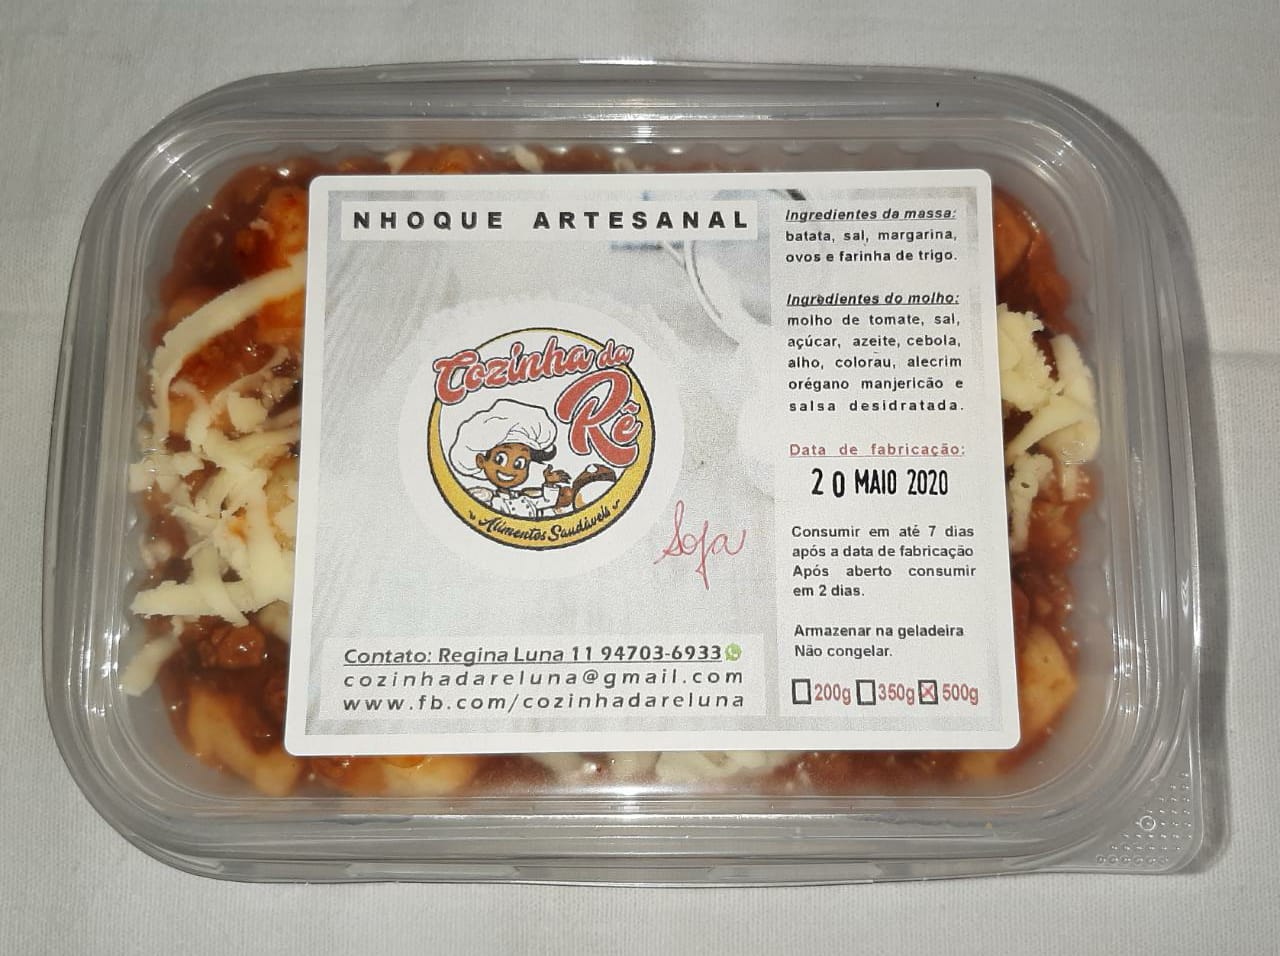 NHOQUE ARTESANAL
Cozinha da
Rê
Alimentos Saudáveis
Soja
Contato: Regina Luna 11 94703-6933
cozinhadareluna@gmail.com
www.fb.com/cozinhadareluna
Ingredientes da massa:
batata, sal, margarina,
ovos e farinha de trigo.
Ingredientes do molho:
molho de tomate, sal,
açúcar, azeite, cebola,
alho, colorau, alecrim
orégano manjericão e
salsa desidratada.
Data de fabricação:
20 MAIO 2020
Consumir em até 7 dias
após a data de fabricação
Após aberto consumir
em 2 dias.
Armazenar na geladeira
Não congelar.
200g 350g 500g